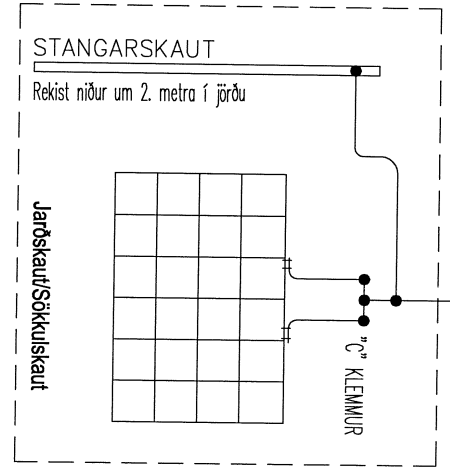 STANGARSKAUT
Rekist niður um 2. metra í jörðu
Jarðskaut/Sökkulskaut
"C" KLEMMUR